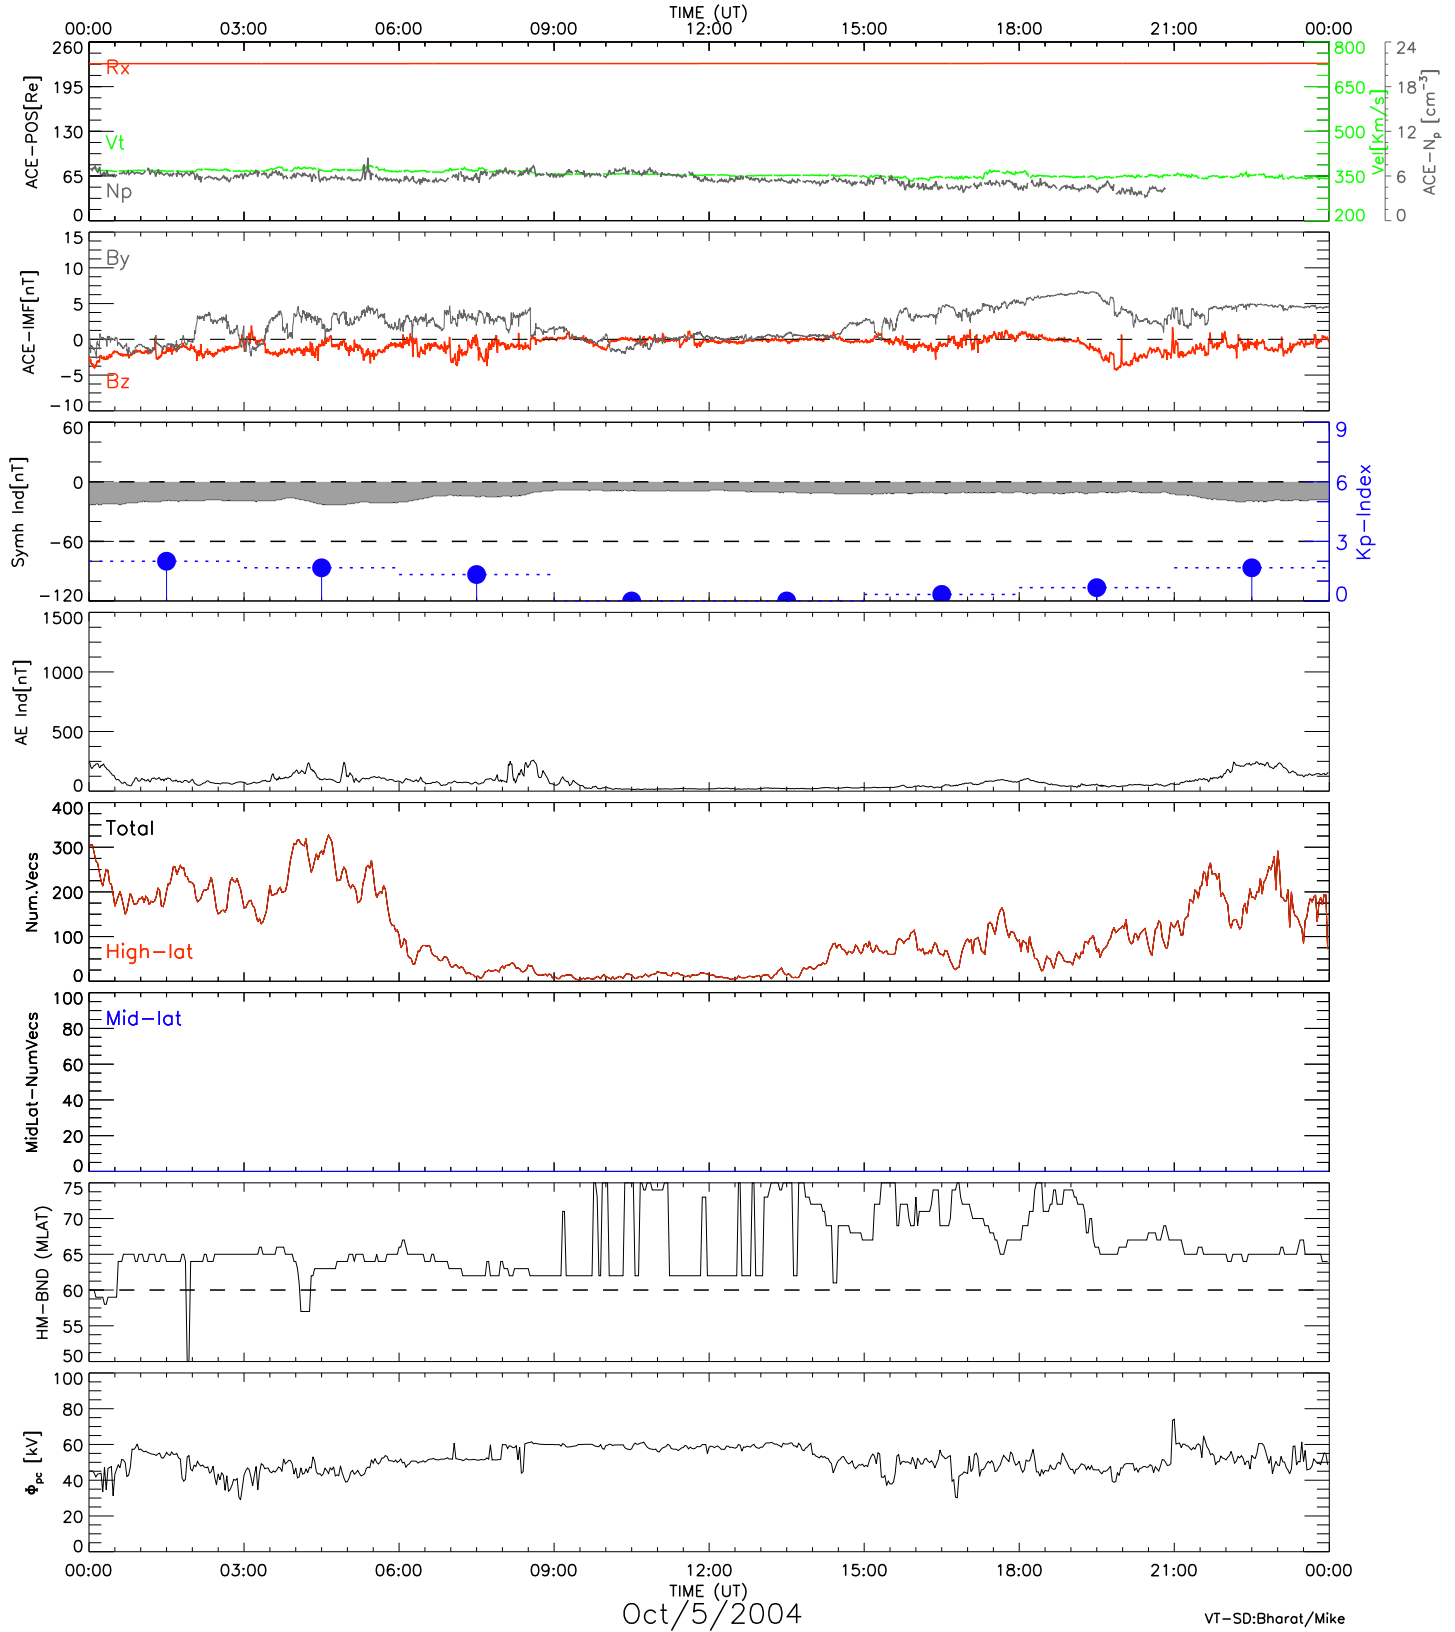 TIME (UT)
00:00 03:00 06:00 09:00 12:00 15:00 18:00 21:00 00:00
ACE-POS[Re]
260
195
130
65
0
Rx
Vt
Np
800
650
500
350
200
Vel[Km/s]
24
18
12
6
0
ACE-Np [cm⁻³]
ACE-IMF[nT]
15
10
5
0
-5
-10
By
Bz
Symh Ind[nT]
60
0
-60
-120
9
6
3
0
Kp-Index
AE Ind[nT]
1500
1000
500
0
Num.Vecs
400
300
200
100
0
Total
High-lat
MidLat-NumVecs
100
80
60
40
20
0
Mid-lat
HM-BND (MLAT)
75
70
65
60
55
50
Φpc [kV]
100
80
60
40
20
0
00:00 03:00 06:00 09:00 12:00 15:00 18:00 21:00 00:00
TIME (UT)
Oct/5/2004
VT-SD:Bharat/Mike